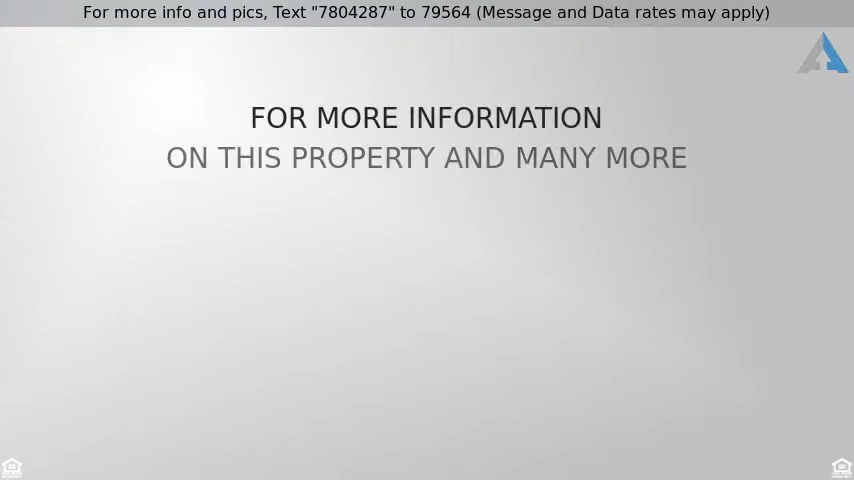 For more info and pics, Text "7804287" to 79564 (Message and Data rates may apply)
FOR MORE INFORMATION
ON THIS PROPERTY AND MANY MORE